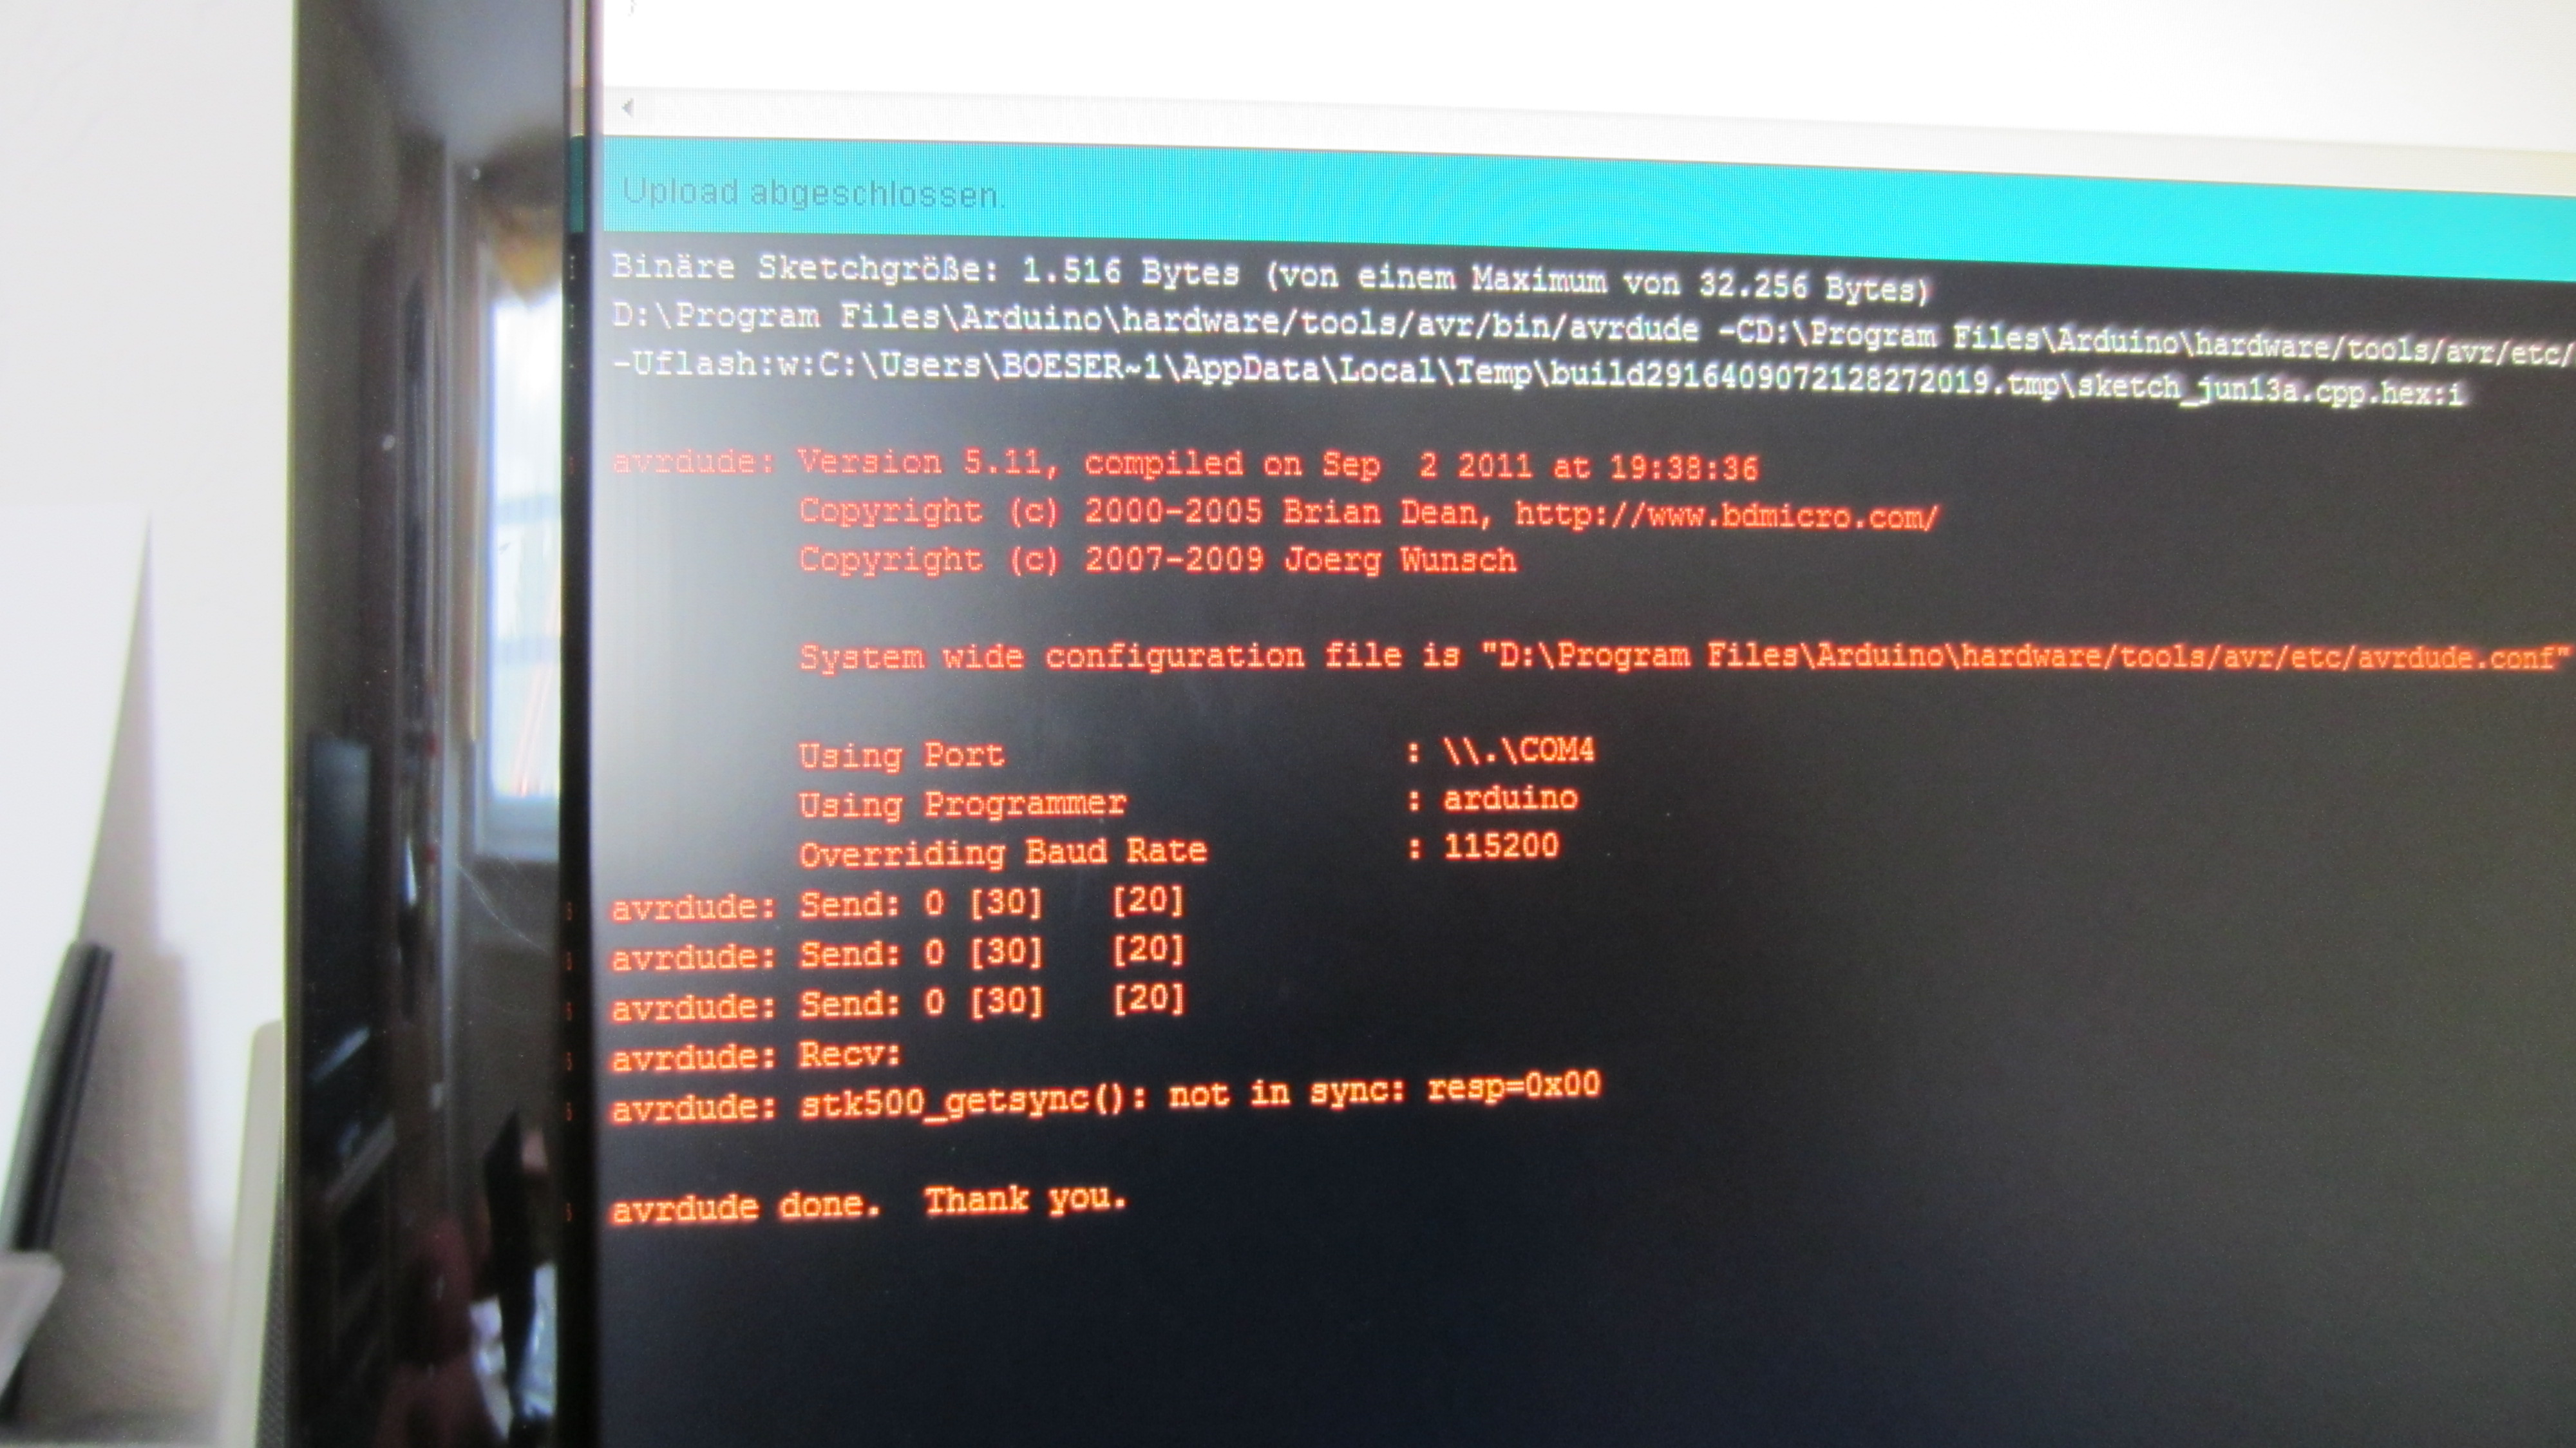 Upload abgeschlossen.
Binäre Sketchgröße: 1.516 Bytes (von einem Maximum von 32.256 Bytes)
D:\Program Files\Arduino\hardware/tools/avr/bin/avrdude -CD:\Program Files\Arduino\hardware/tools/avr/etc/
-Uflash:w:C:\Users\BOESER~1\AppData\Local\Temp\build2916409072128272019.tmp\sketch_jun13a.cpp.hex:i
avrdude: Version 5.11, compiled on Sep  2 2011 at 19:38:36
Copyright (c) 2000-2005 Brian Dean, http://www.bdmicro.com/
Copyright (c) 2007-2009 Joerg Wunsch
System wide configuration file is "D:\Program Files\Arduino\hardware/tools/avr/etc/avrdude.conf"
Using Port : \\.\COM4
Using Programmer : arduino
Overriding Baud Rate : 115200
avrdude: Send: 0 [30]   [20]
avrdude: Send: 0 [30]   [20]
avrdude: Send: 0 [30]   [20]
avrdude: Recv:
avrdude: stk500_getsync(): not in sync: resp=0x00
avrdude done.  Thank you.